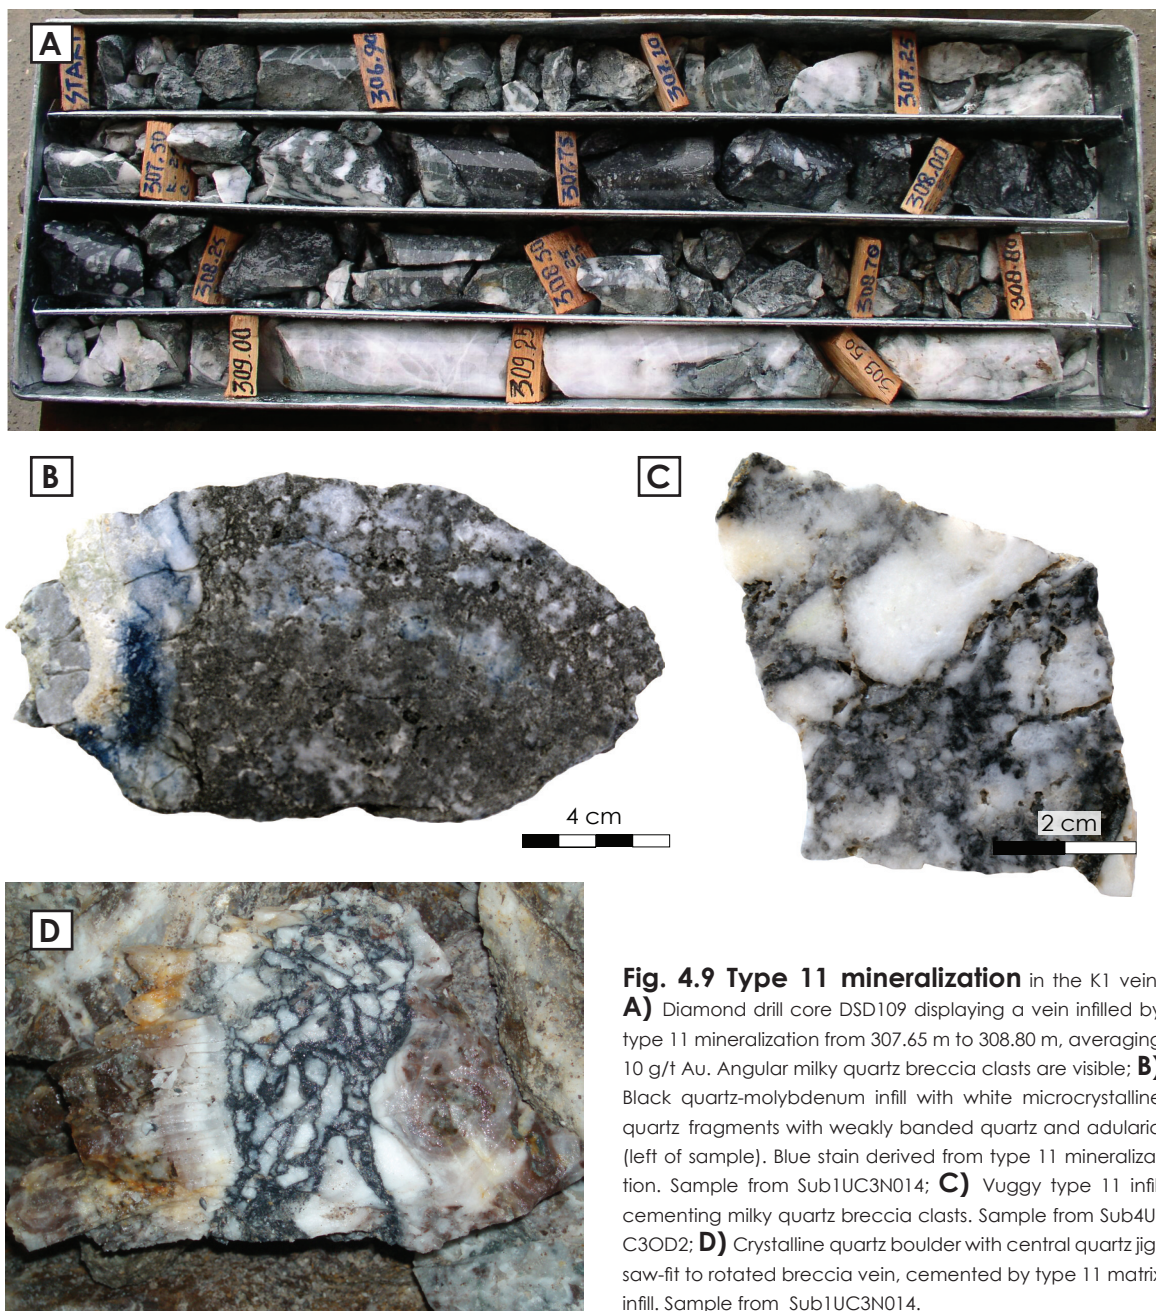 A
START
306.90
307.10
307.25
307.50
307.75
308.00
308.25
308.50
308.70
308.80
309.00
309.25
309.50
B
C
4 cm
2 cm
D
Fig. 4.9 Type 11 mineralization in the K1 vein
A) Diamond drill core DSD109 displaying a vein infilled by
type 11 mineralization from 307.65 m to 308.80 m, averaging
10 g/t Au. Angular milky quartz breccia clasts are visible; B)
Black quartz-molybdenum infill with white microcrystalline
quartz fragments with weakly banded quartz and adularia
(left of sample). Blue stain derived from type 11 mineraliza
tion. Sample from Sub1UC3N014; C) Vuggy type 11 infil
cementing milky quartz breccia clasts. Sample from Sub4U
C3OD2; D) Crystalline quartz boulder with central quartz jig
saw-fit to rotated breccia vein, cemented by type 11 matrix
infill. Sample from Sub1UC3N014.